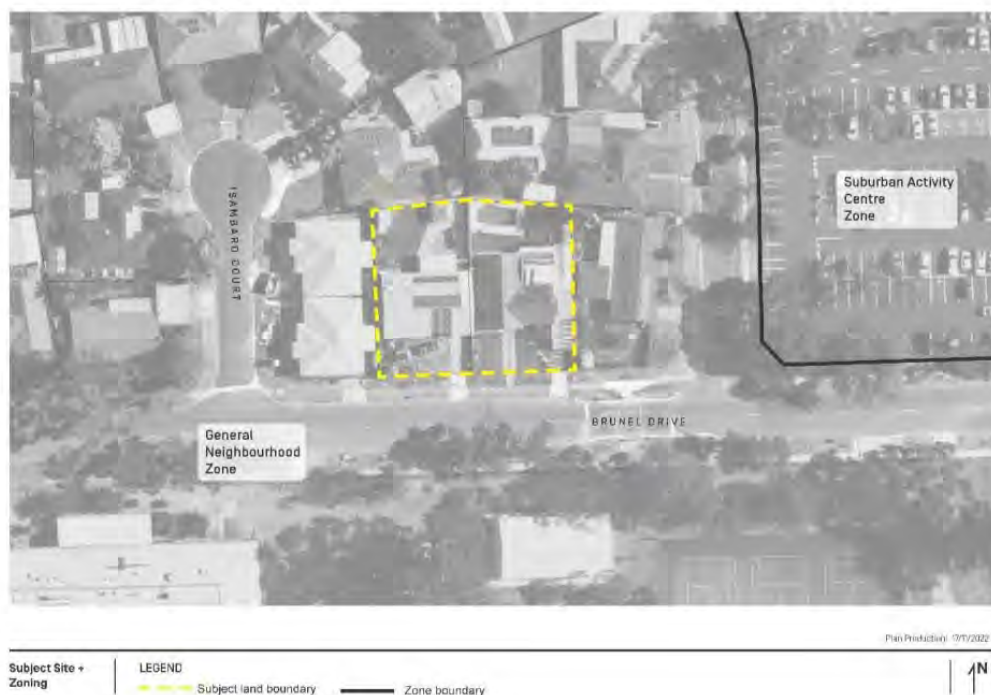 ISAMBARD COURT
Suburban Activity
Centre
Zone
BRUNEL DRIVE
General
Neighbourhood
Zone
Plan Production: 17/11/2022
Subject Site +
Zoning
LEGEND
Subject land boundary
Zone boundary
N